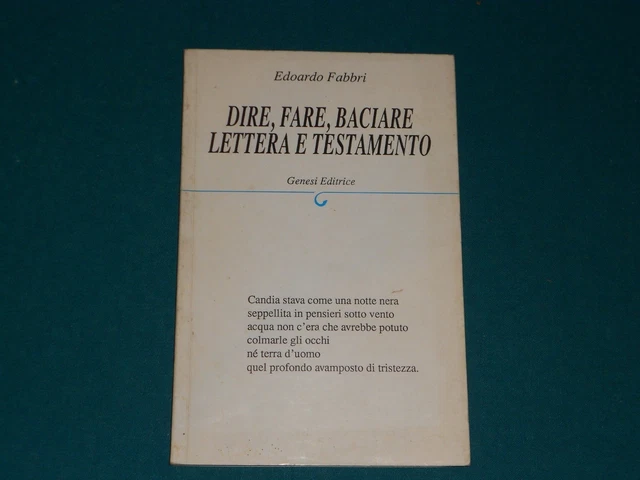 Edoardo Fabbri
DIRE, FARE, BACIARE
LETTERA E TESTAMENTO
Genesi Editrice
Candia stava come una notte nera
seppellita in pensieri sotto vento
acqua non c'era che avrebbe potuto
colmarle gli occhi
né terra d'uomo
quel profondo avamposto di tristezza.